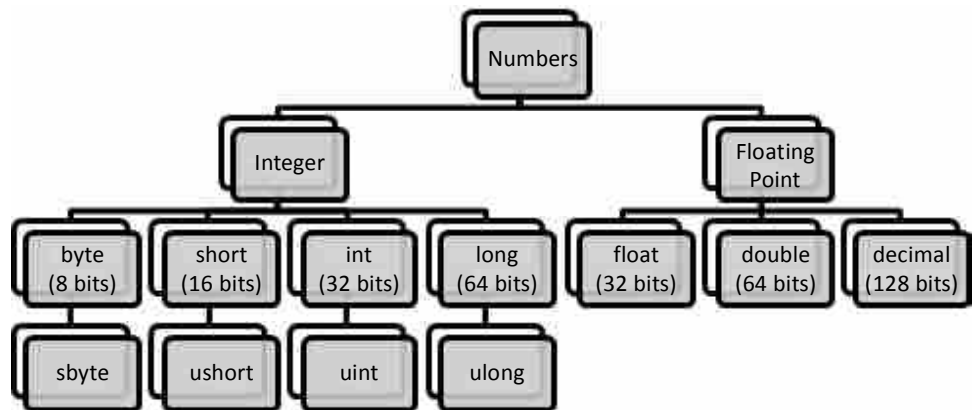 Numbers
Integer
Floating
Point
byte
(8 bits)
short
(16 bits)
int
(32 bits)
long
(64 bits)
float
(32 bits)
double
(64 bits)
decimal
(128 bits)
sbyte
ushort
uint
ulong